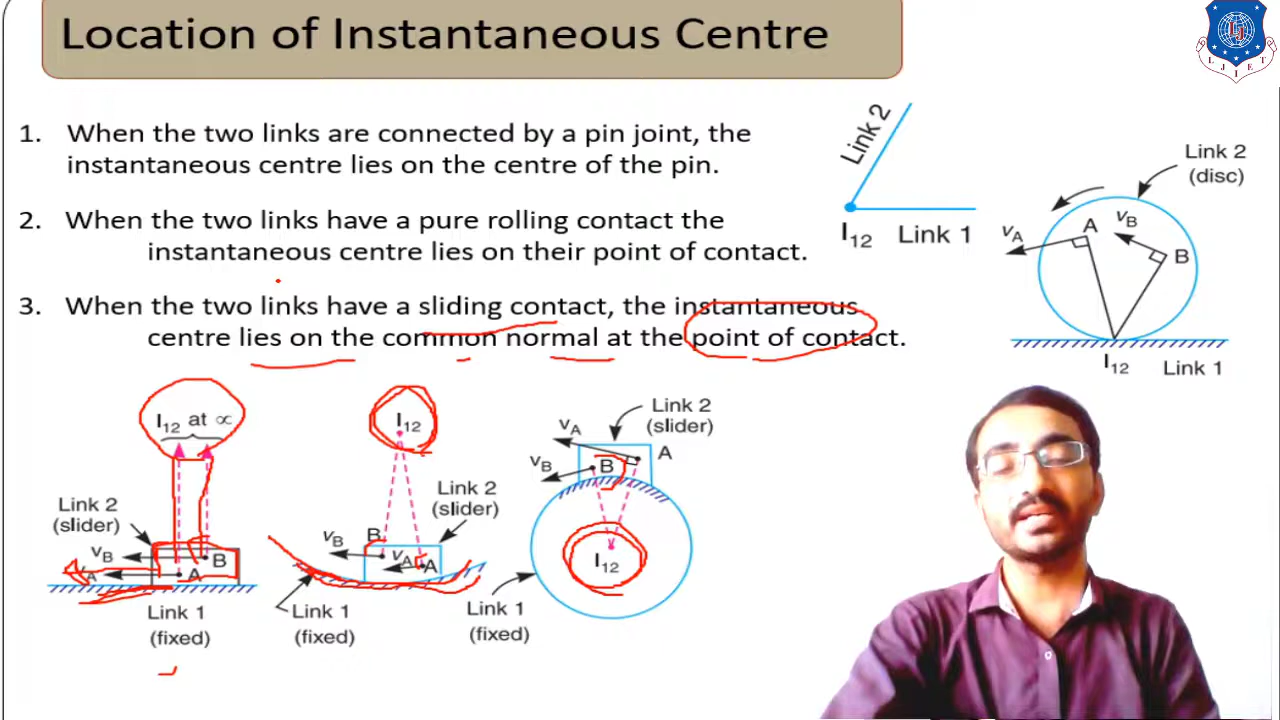 Location of Instantaneous Centre
LJIET
1. When the two links are connected by a pin joint, the
instantaneous centre lies on the centre of the pin.
2. When the two links have a pure rolling contact the
instantaneous centre lies on their point of contact.
3. When the two links have a sliding contact, the instantaneous
centre lies on the common normal at the point of contact.
Link 2
I12 Link 1
Link 2
(disc)
vA
A
vB
B
I12 Link 1
I12 at ∝
Link 2
(slider)
vB
B
vA
A
Link 1
(fixed)
I12
Link 2
(slider)
vB
B
vA
A
Link 1
(fixed)
Link 2
(slider)
vA
A
vB
B
I12
Link 1
(fixed)